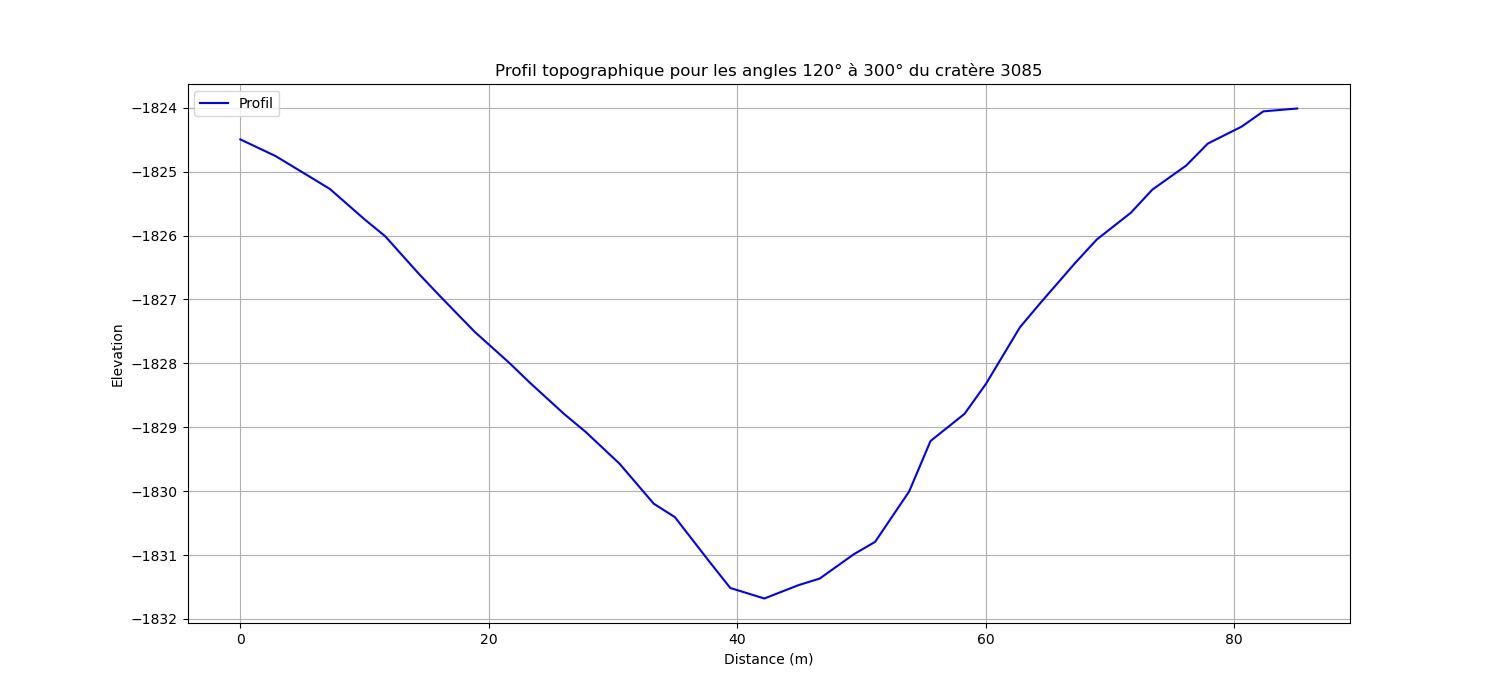 Profil topographique pour les angles 120° à 300° du cratère 3085
Profil
−1824
−1825
−1826
−1827
−1828
−1829
−1830
−1831
−1832
Elevation
0 20 40 60 80
Distance (m)